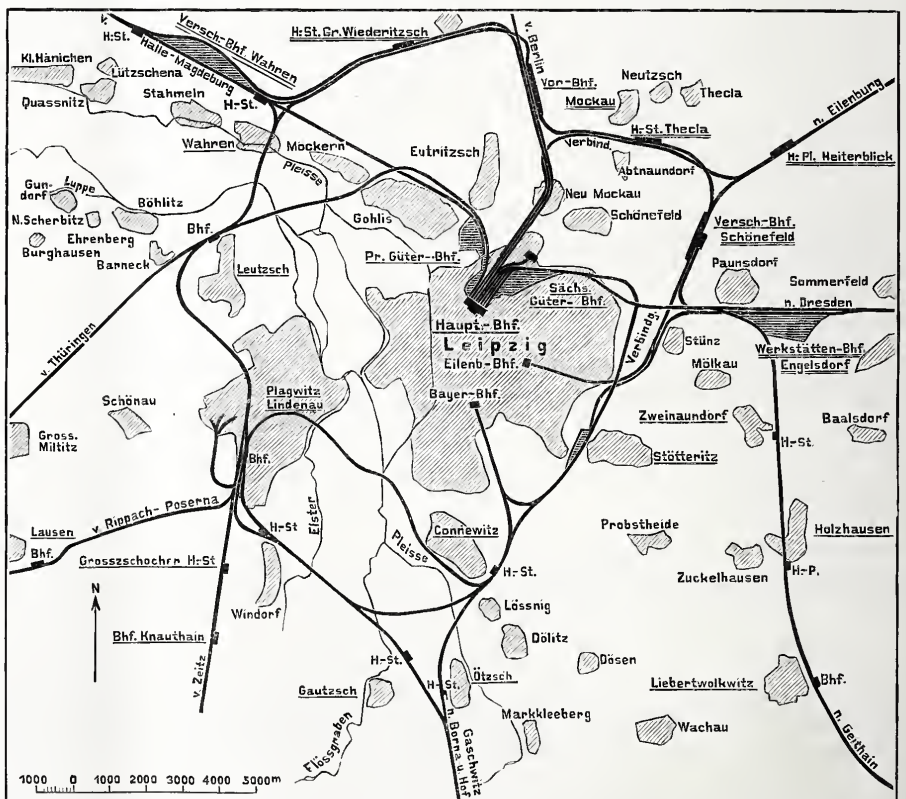 v.
H:St.
Halle-Magdeburg
Versch-Bhf. Wahren
H:St. Gr. Wiederitzsch
v. Berlin
Kl. Hänichen
Lützschena
Quassnitz
Stahmeln
H-St.
Vor-Bhf.
Mockau
Neutzsch
Thecla
n. Eilenburg
H-St. Thecla
Verbind.
Wahren
Möckern
Pleisse
Eutritzsch
Abtnaundorf
H: Pl. Heiterblick
Gun-
dorf
Luppe
Böhlitz
N. Scherbitz
Ehrenberg
Burghausen
Barneck
Bhf.
Gohlis
Neu Mockau
Schönefeld
Versch-Bhf.
Schönefeld
Leutzsch
Pr. Güter-Bhf.
Paunsdorf
Sommerfeld
Sächs.
Güter-Bhf.
n. Dresden
Haupt.-Bhf.
Leipzig
Eilenb-Bhf.
Verbindg.
Stünz
Werkstätten-Bhf.
Engelsdorf
v. Thüringen
Mölkau
Bayer-Bhf.
Schönau
Plagwitz
Lindenau
Zweinaundorf
Baalsdorf
Gross.
Miltitz
H-St.
Stötteritz
Bhf.
v. Rippach-Poserna
Elster
Lausen
Bhf.
H-St
Pleisse
Connewitz
Probstheide
Holzhausen
Grosszschocher H-St
H.-St.
Zuckelhausen
H.-P.
N
Windorf
Lössnig
Bhf. Knauthain
Dölitz
v. Zeitz
H-St.
Dösen
Gautzsch
H-St.
Ötzsch
Liebertwolkwitz
Bhf.
Markkleeberg
Wachau
Flössgraben
Gaschwitz
n. Borna u. Hof
n. Geithain
1000 0 1000 2000 3000 4000 5000m